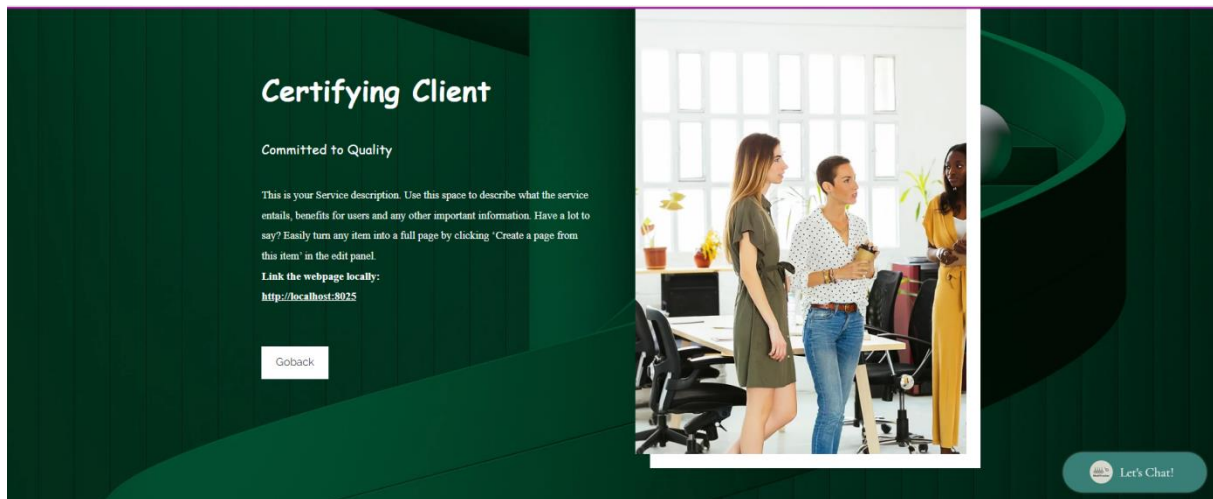 Certifying Client
Committed to Quality
This is your Service description. Use this space to describe what the service
entails, benefits for users and any other important information. Have a lot to
say? Easily turn any item into a full page by clicking ‘Create a page from
this item’ in the edit panel.
Link the webpage locally:
http://localhost:8025
Goback
Let's Chat!